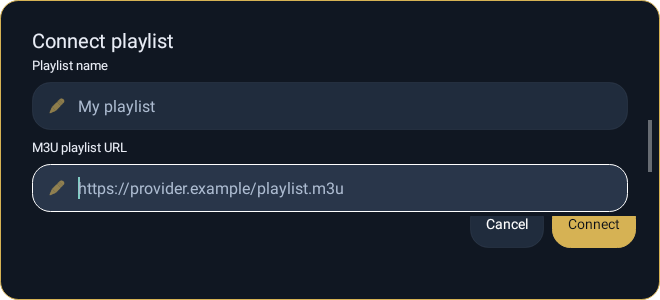 Connect playlist
Playlist name
My playlist
M3U playlist URL
https://provider.example/playlist.m3u
Cancel Connect